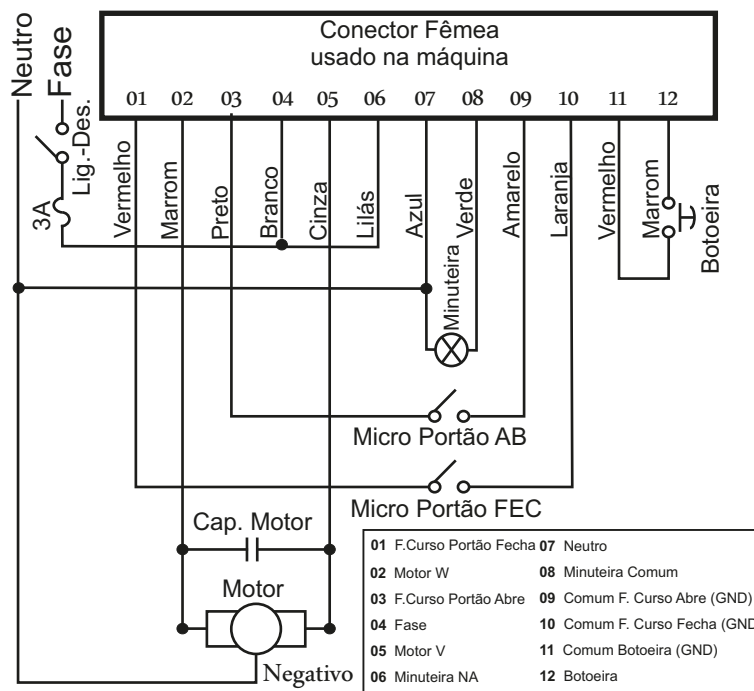 Conector Fêmea
usado na máquina
Neutro
Fase
01 02 03 04 05 06 07 08 09 10 11 12
Lig.-Des.
3A
Vermelho
Marrom
Preto
Branco
Cinza
Lilás
Azul
Verde
Amarelo
Laranja
Vermelho
Marrom
Botoeira
Minuteira
Micro Portão AB
Micro Portão FEC
Cap. Motor
Motor
Negativo
01 F.Curso Portão Fecha
02 Motor W
03 F.Curso Portão Abre
04 Fase
05 Motor V
06 Minuteira NA
07 Neutro
08 Minuteira Comum
09 Comum F. Curso Abre (GND)
10 Comum F. Curso Fecha (GND
11 Comum Botoeira (GND)
12 Botoeira